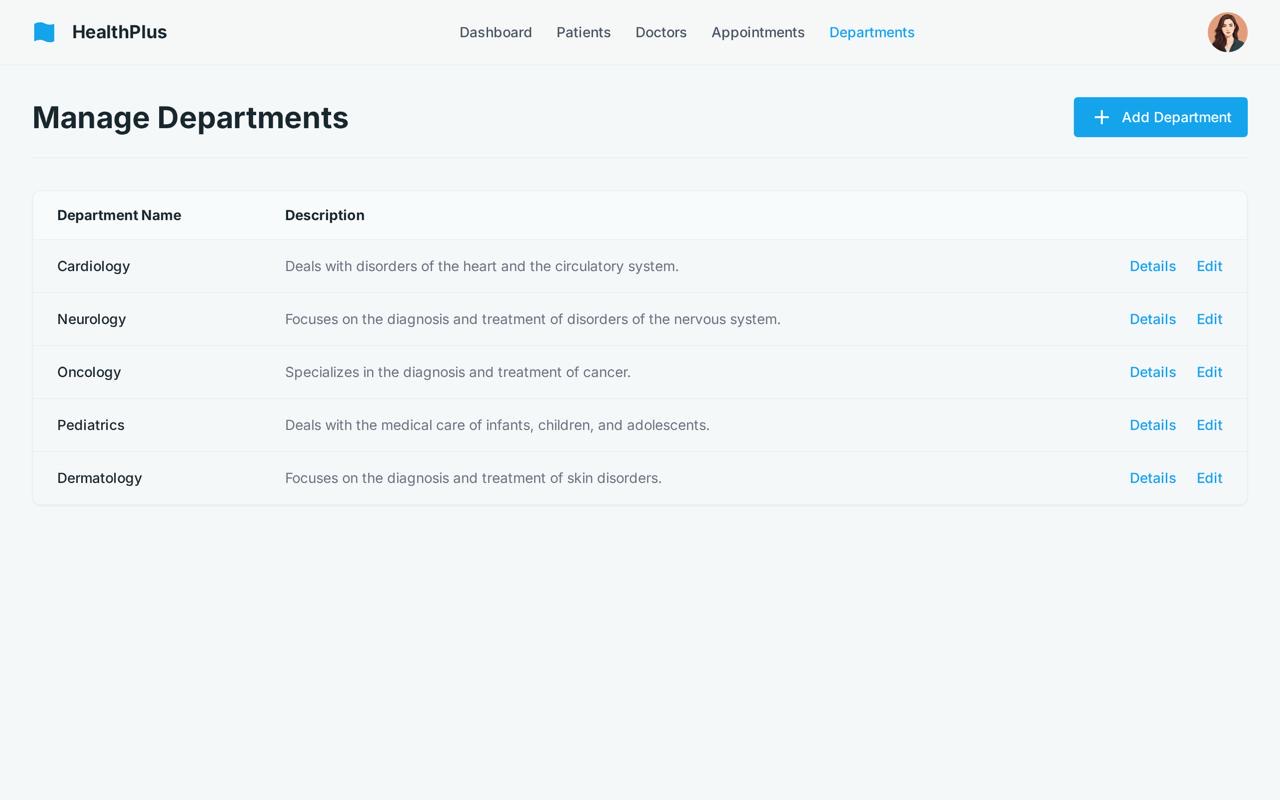 HealthPlus Dashboard Patients Doctors Appointments Departments
Manage Departments Add Department
Department Name Description
Cardiology Deals with disorders of the heart and the circulatory system. Details Edit
Neurology Focuses on the diagnosis and treatment of disorders of the nervous system. Details Edit
Oncology Specializes in the diagnosis and treatment of cancer. Details Edit
Pediatrics Deals with the medical care of infants, children, and adolescents. Details Edit
Dermatology Focuses on the diagnosis and treatment of skin disorders. Details Edit